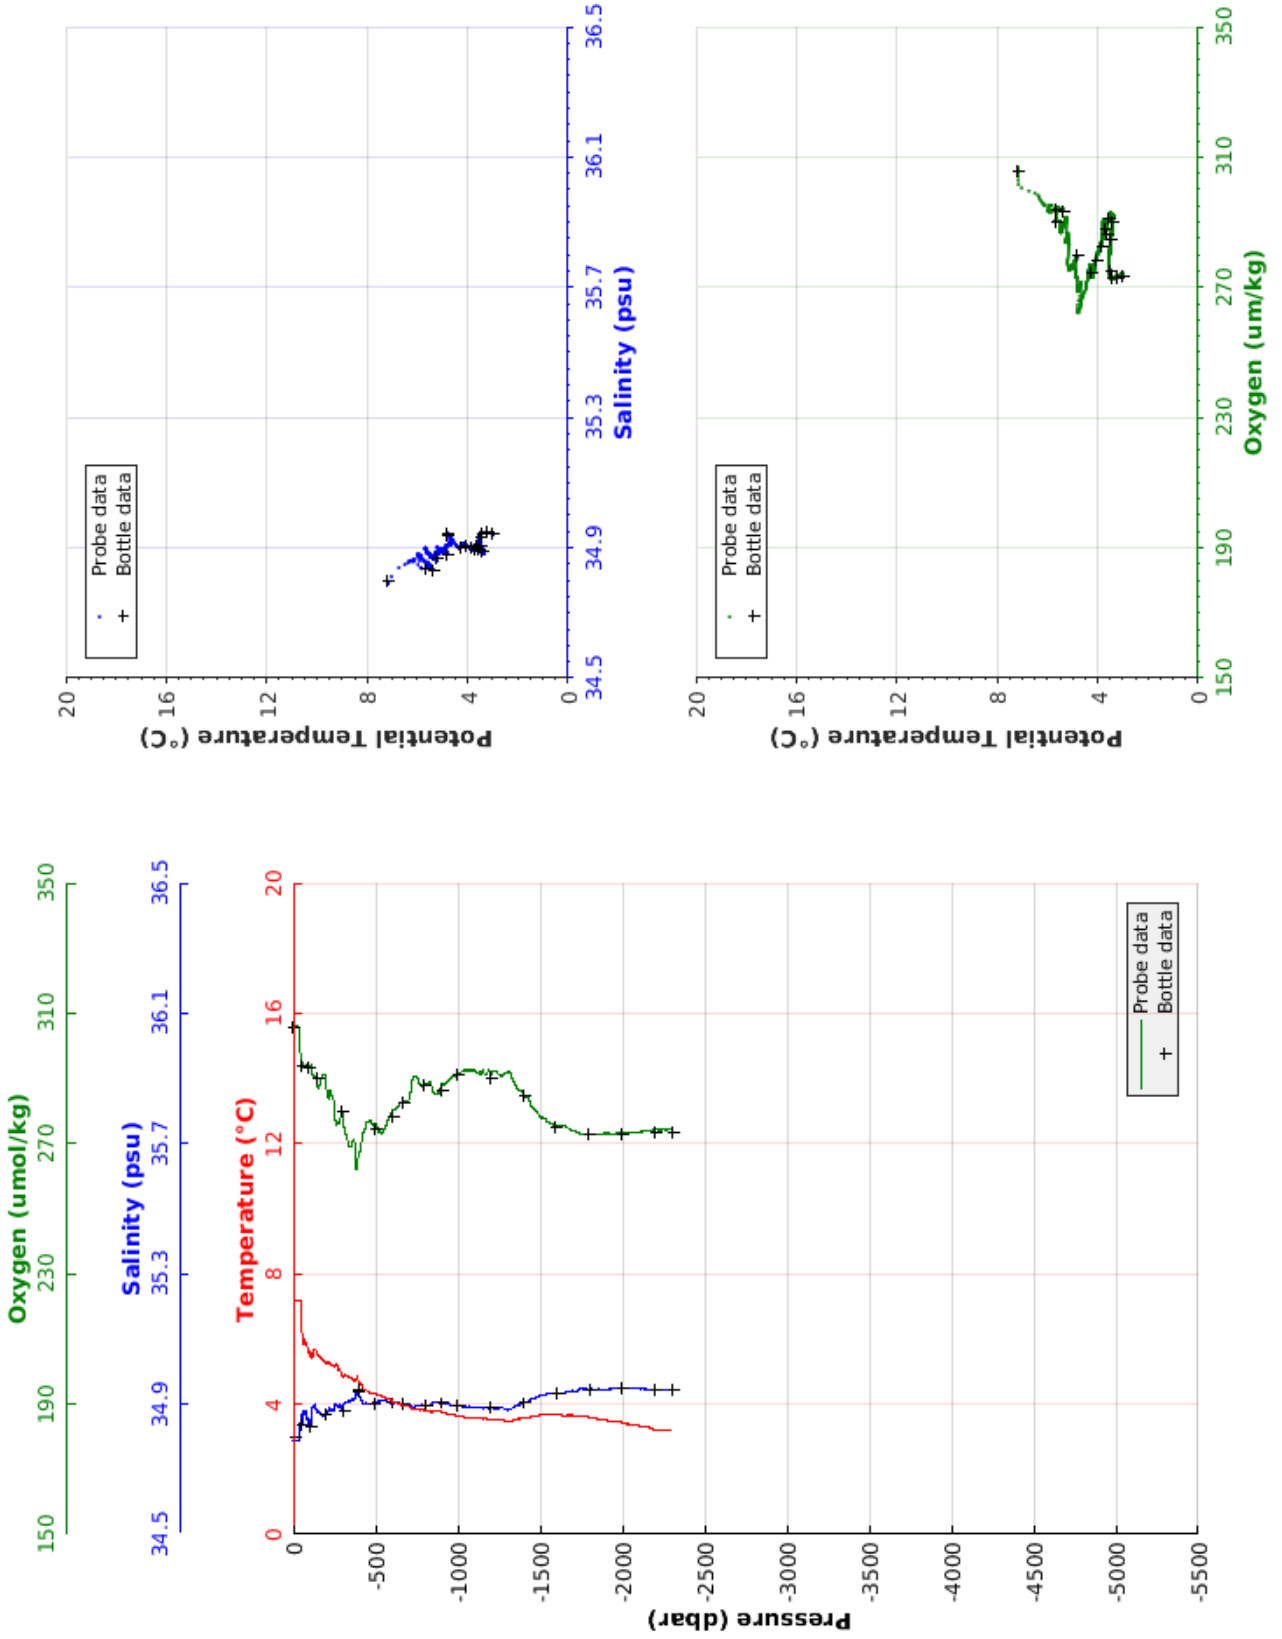 Oxygen (umol/kg)
150 190 230 270 310 350
Salinity (psu)
34.5 34.9 35.3 35.7 36.1 36.5
Temperature (°C)
0 4 8 12 16 20
Pressure (dbar)
0
-500
-1000
-1500
-2000
-2500
-3000
-3500
-4000
-4500
-5000
-5500
Probe data
Bottle data
Potential Temperature (°C)
20
16
12
8
4
0
Probe data
Bottle data
34.5 34.9 35.3 35.7 36.1 36.5
Salinity (psu)
Potential Temperature (°C)
20
16
12
8
4
0
Probe data
Bottle data
150 190 230 270 310 350
Oxygen (um/kg)